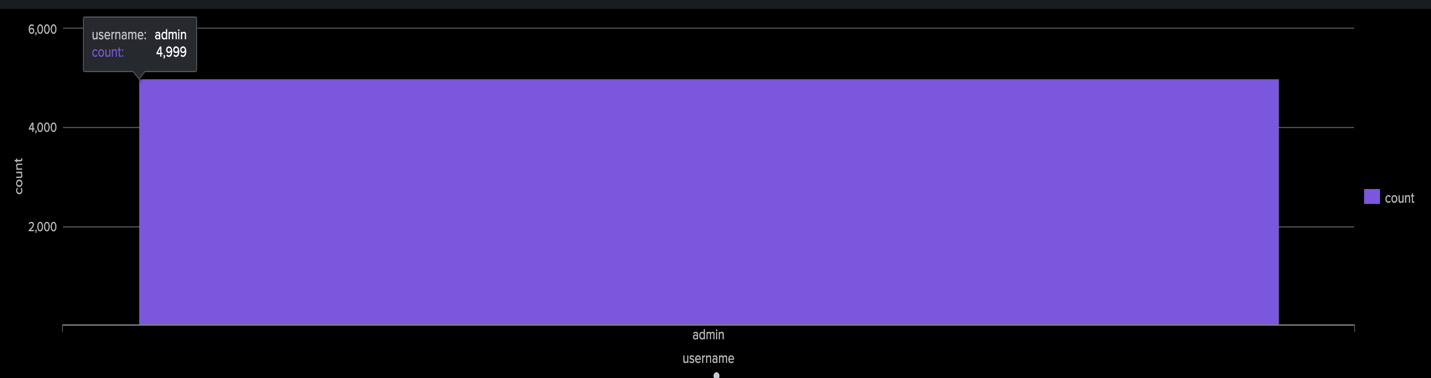 6,000
username: admin
count: 4,999
4,000
count
2,000
count
admin
username